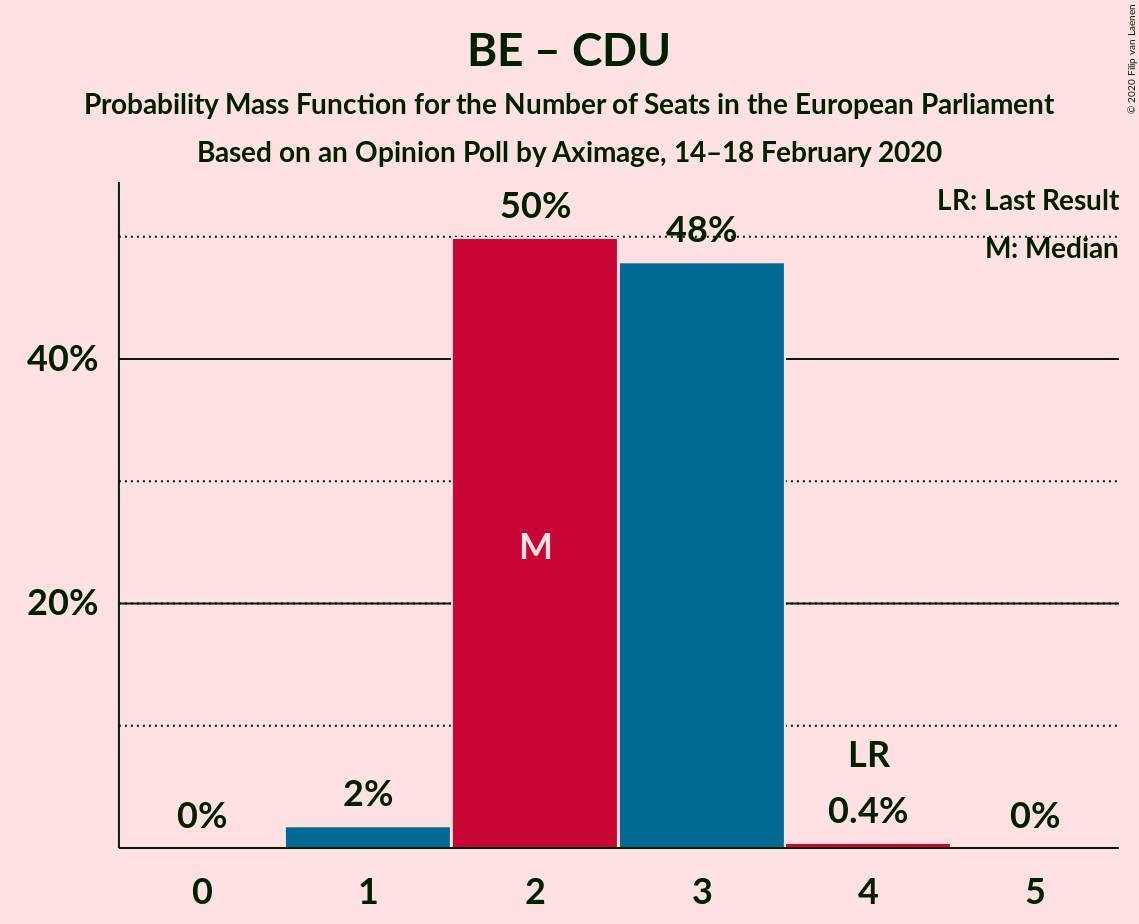 BE – CDU
Probability Mass Function for the Number of Seats in the European Parliament
Based on an Opinion Poll by Aximage, 14–18 February 2020
© 2020 Filip van Laenen
LR: Last Result
M: Median
50%
48%
40%
M
20%
LR
0%
2%
0.4%
0%
0 1 2 3 4 5